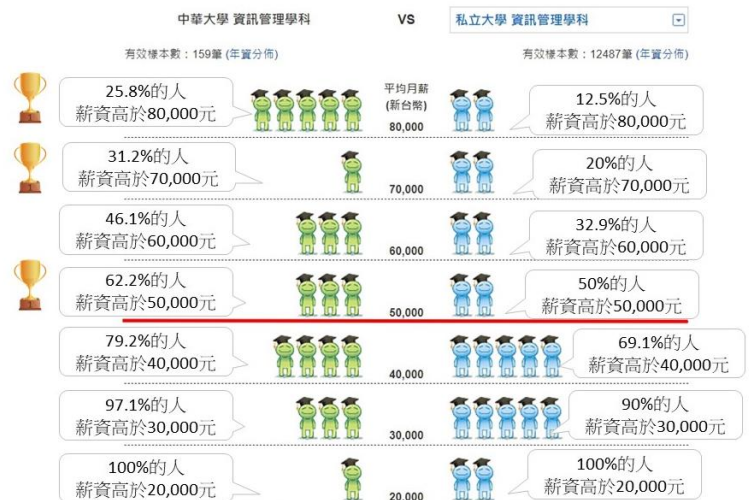 中華大學 資訊管理學科
VS
私立大學 資訊管理學科
有效樣本數：159筆 (年資分佈)
有效樣本數：12487筆 (年資分佈)
平均月薪
(新台幣)
25.8%的人
薪資高於80,000元
80,000
12.5%的人
薪資高於80,000元
31.2%的人
薪資高於70,000元
70,000
20%的人
薪資高於70,000元
46.1%的人
薪資高於60,000元
60,000
32.9%的人
薪資高於60,000元
62.2%的人
薪資高於50,000元
50,000
50%的人
薪資高於50,000元
79.2%的人
薪資高於40,000元
40,000
69.1%的人
薪資高於40,000元
97.1%的人
薪資高於30,000元
30,000
90%的人
薪資高於30,000元
100%的人
薪資高於20,000元
20,000
100%的人
薪資高於20,000元